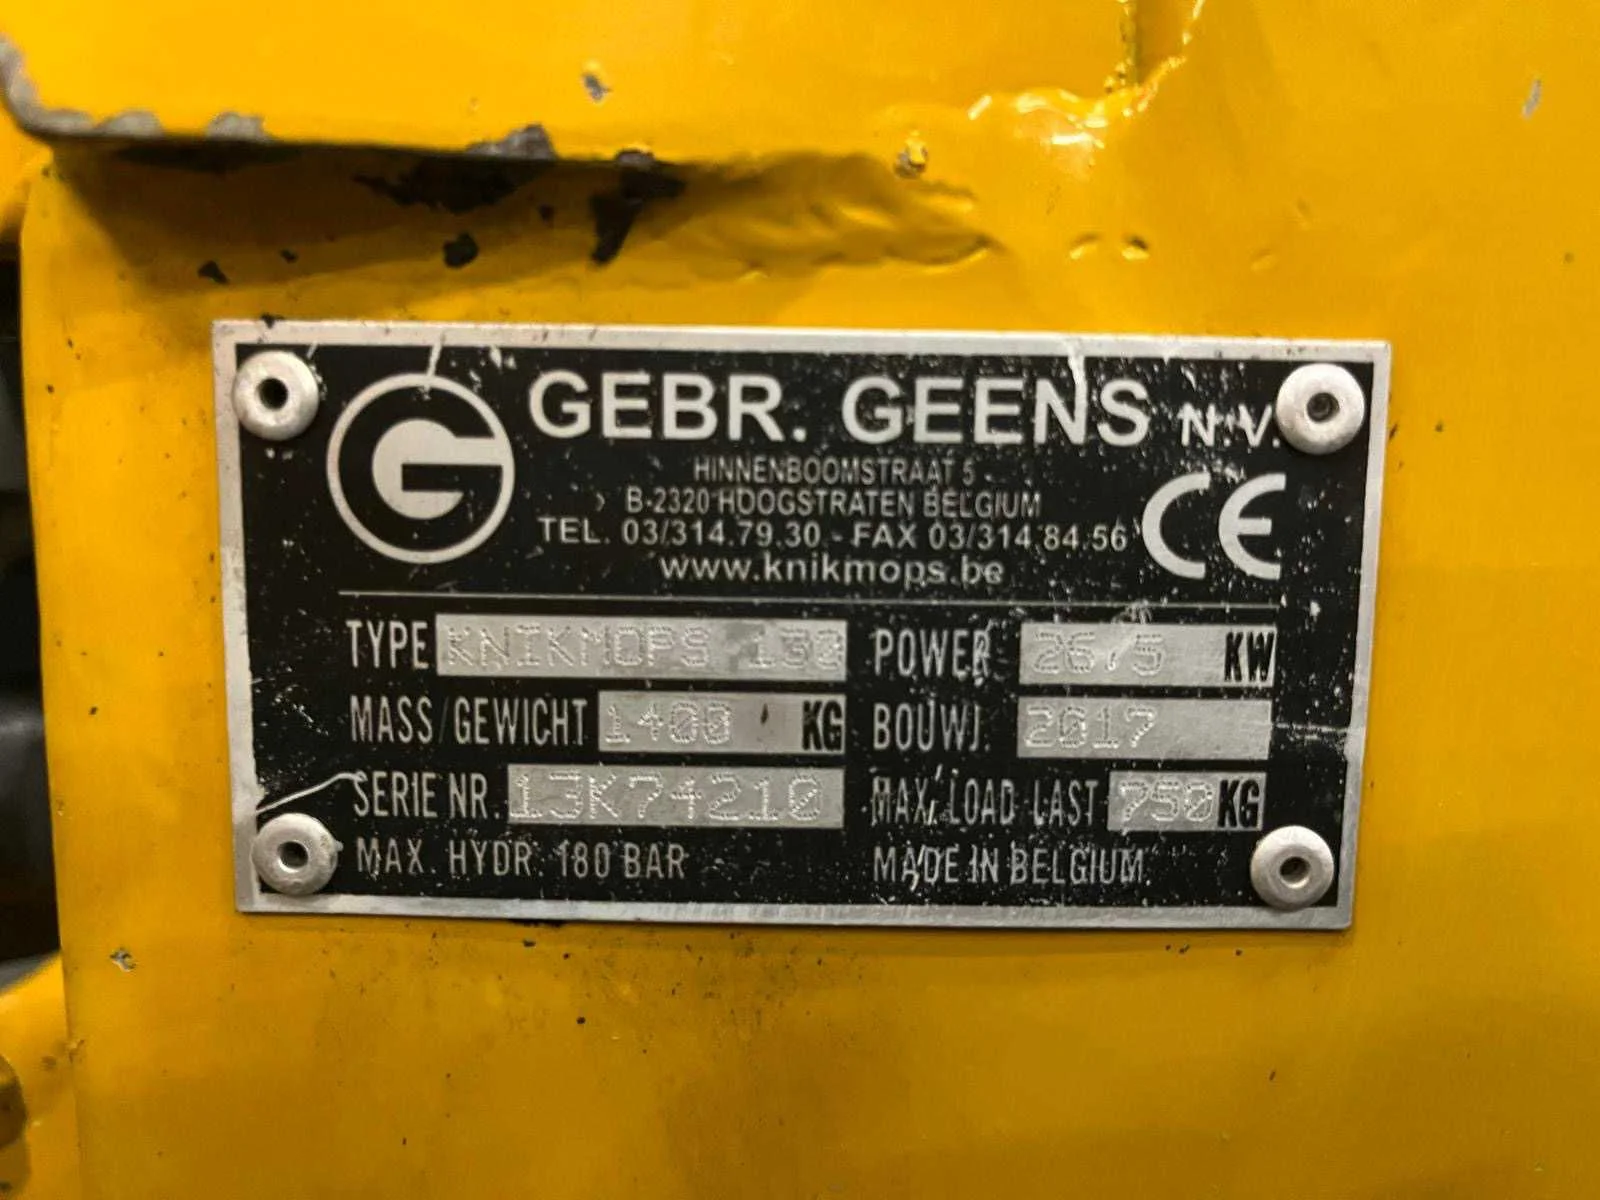 G
GEBR. GEENS N.V.
HINNENBOOMSTRAAT 5
B-2320 HOOGSTRATEN BELGIUM
TEL. 03/314.79.30 - FAX 03/314.84.56
www.knikmops.be
CE
TYPE KNIKMOPS 130 POWER 26,5 KW
MASS/GEWICHT 1400 KG BOUWJ. 2017
SERIE NR. 13K74210 MAX. LOAD LAST 750 KG
MAX. HYDR. 180 BAR MADE IN BELGIUM.